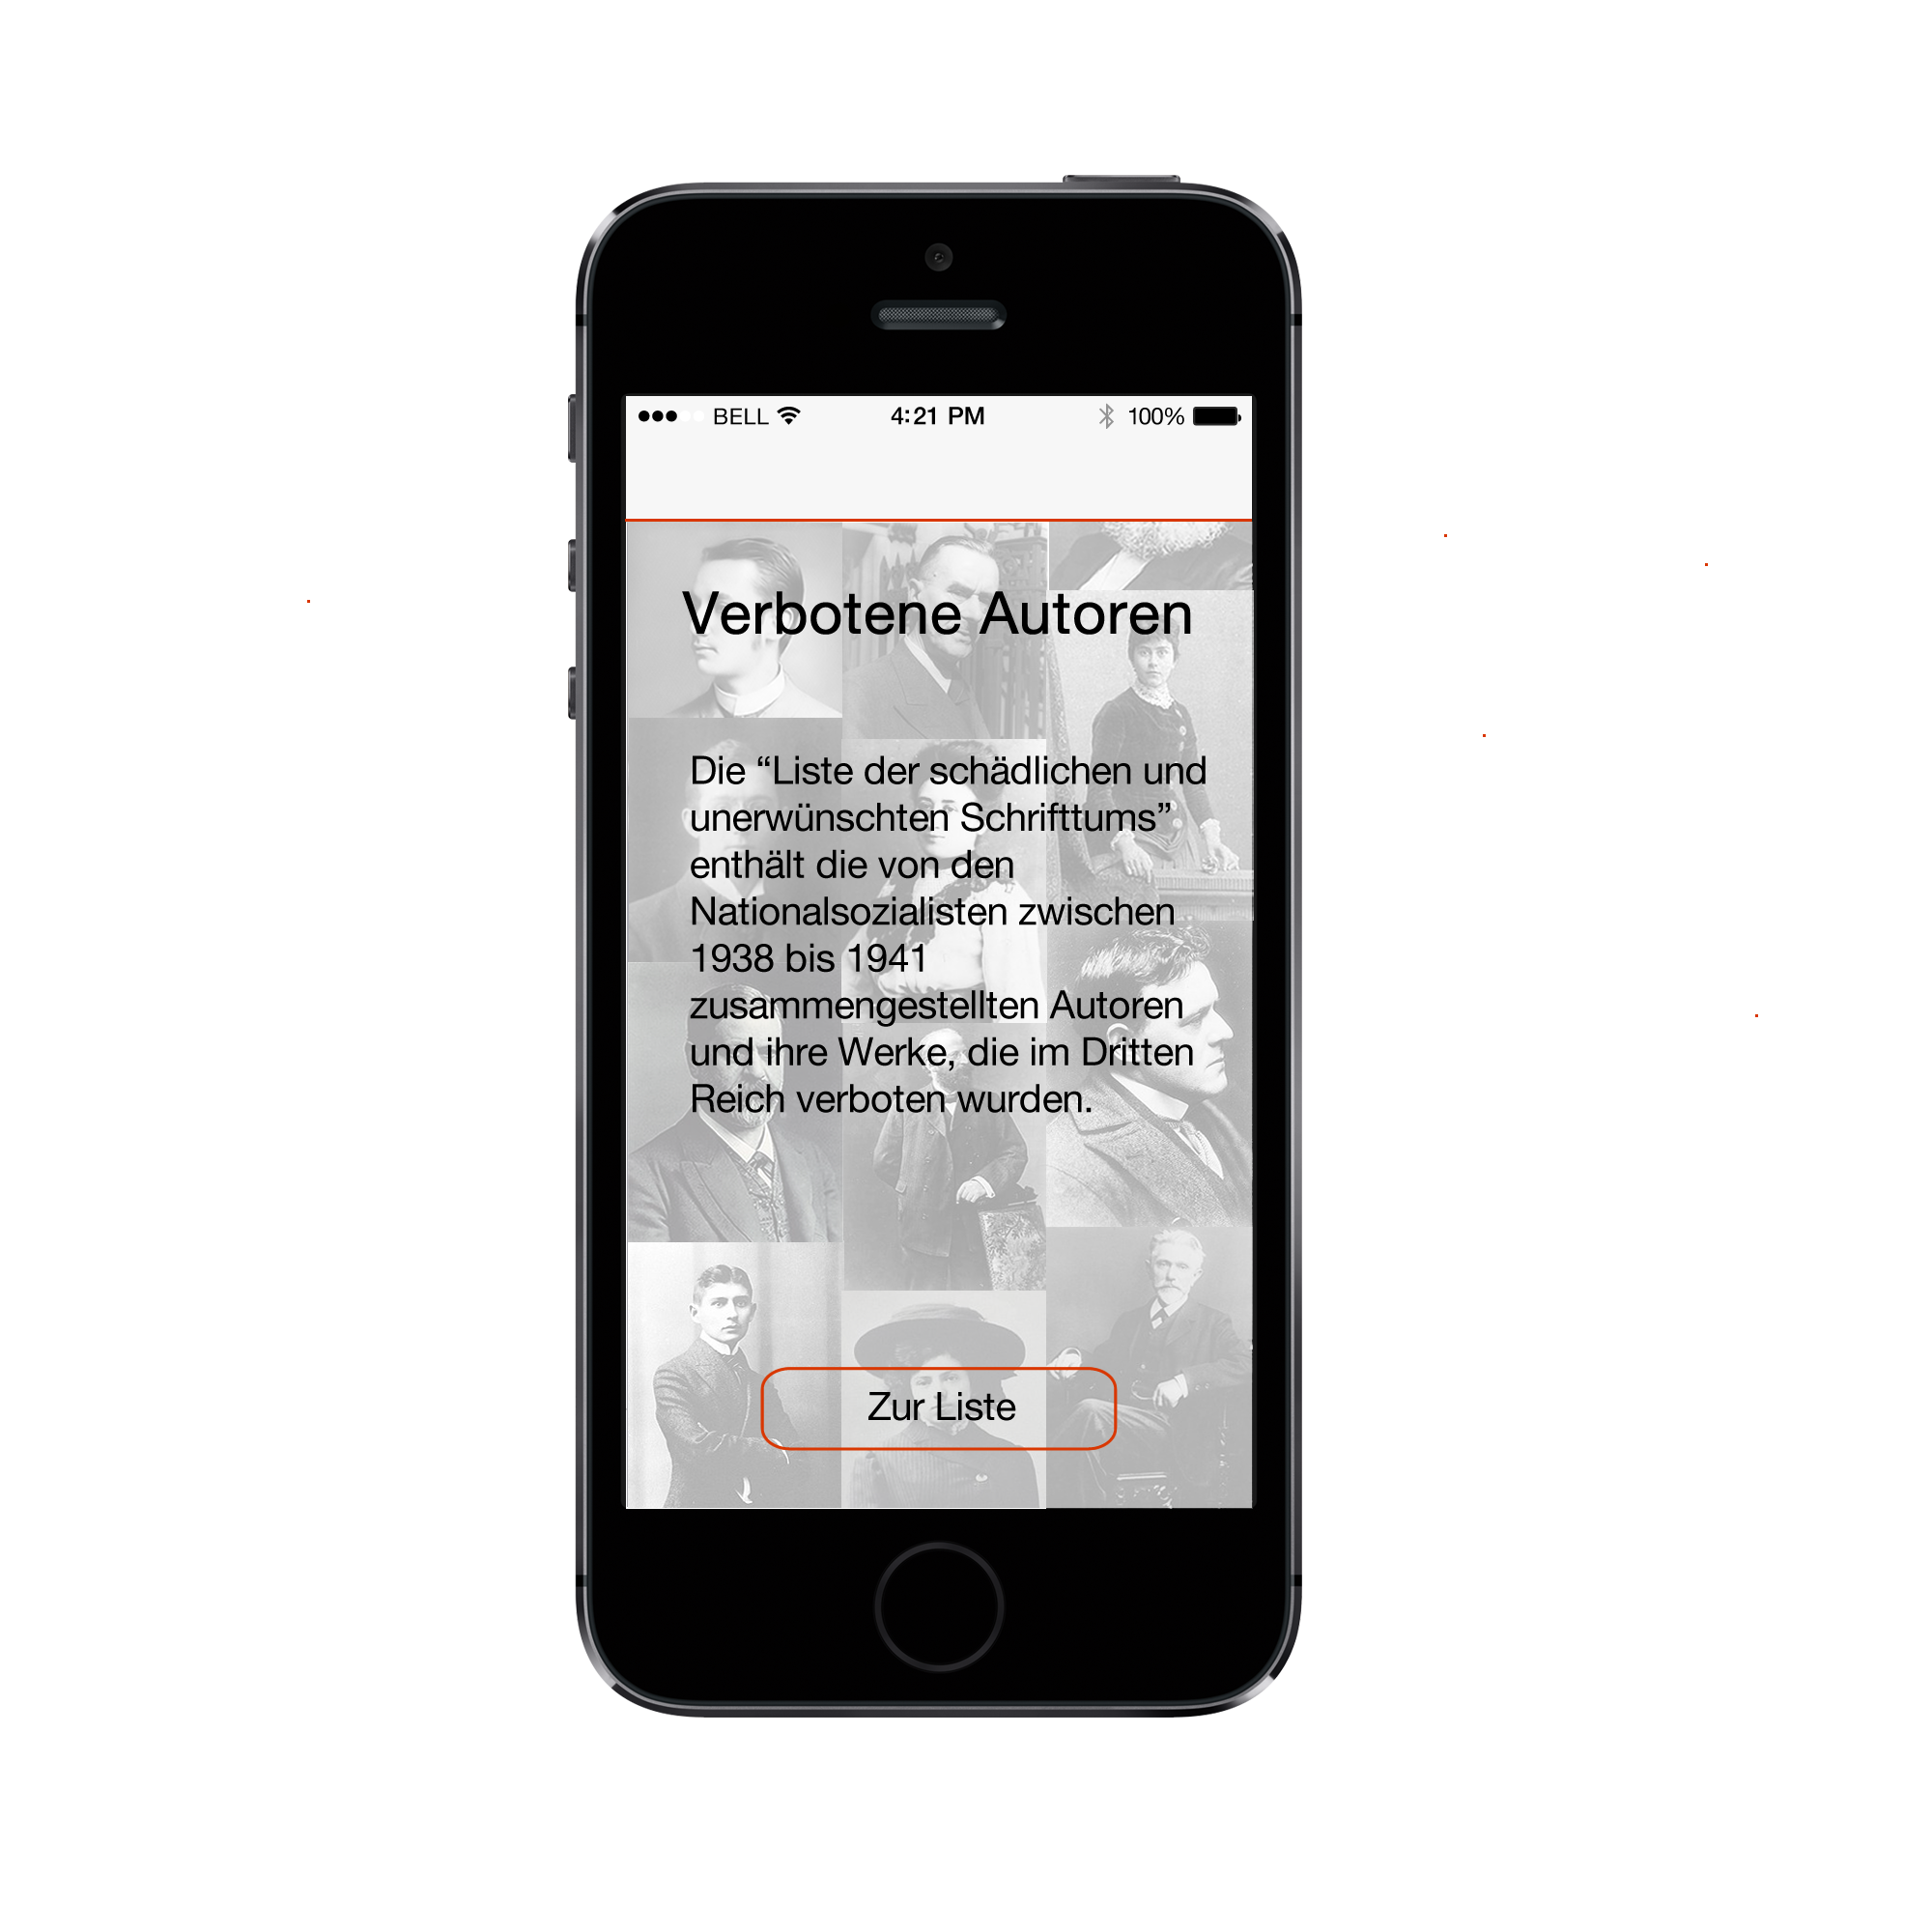 BELL 4:21 PM 100%
Verbotene Autoren
Die “Liste der schädlichen und
unerwünschten Schrifttums”
enthält die von den
Nationalsozialisten zwischen
1938 bis 1941
zusammengestellten Autoren
und ihre Werke, die im Dritten
Reich verboten wurden.
Zur Liste